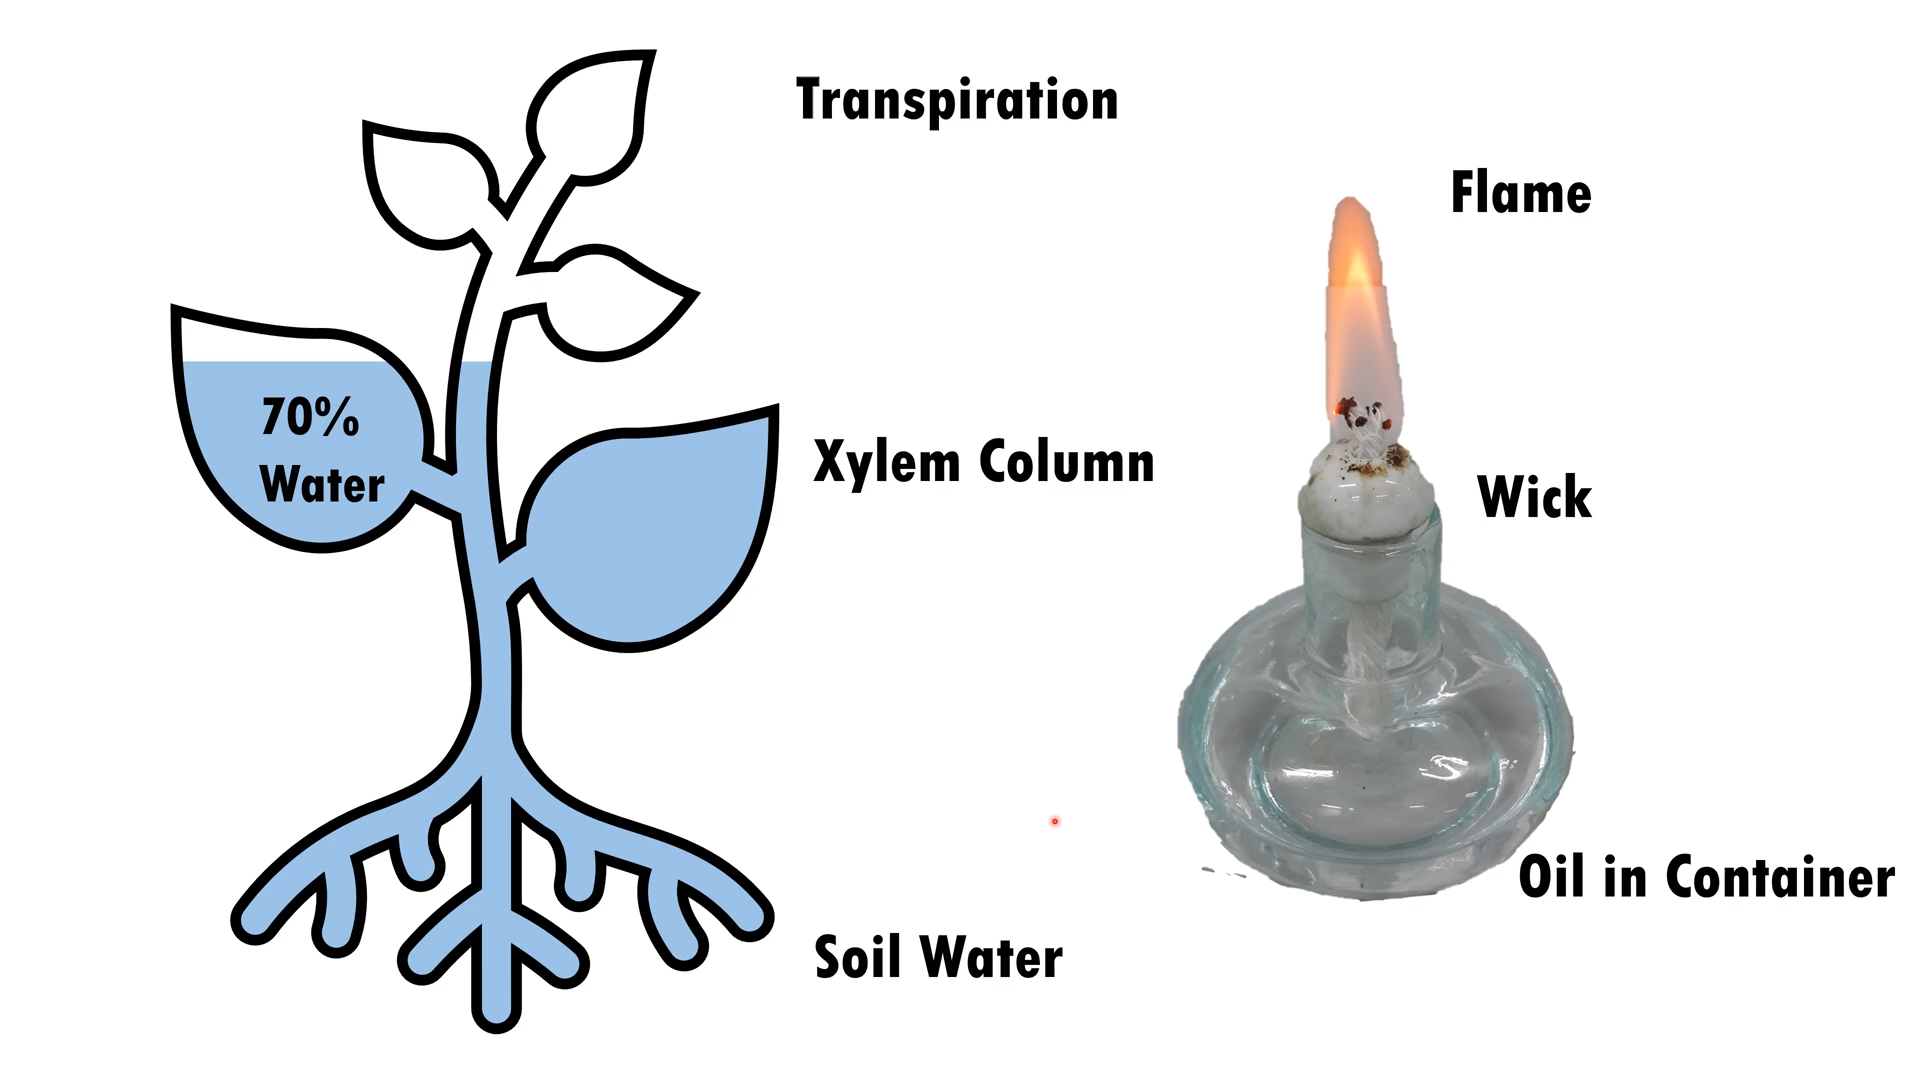 Transpiration
Flame
70%
Water
Xylem Column
Wick
Oil in Container
Soil Water